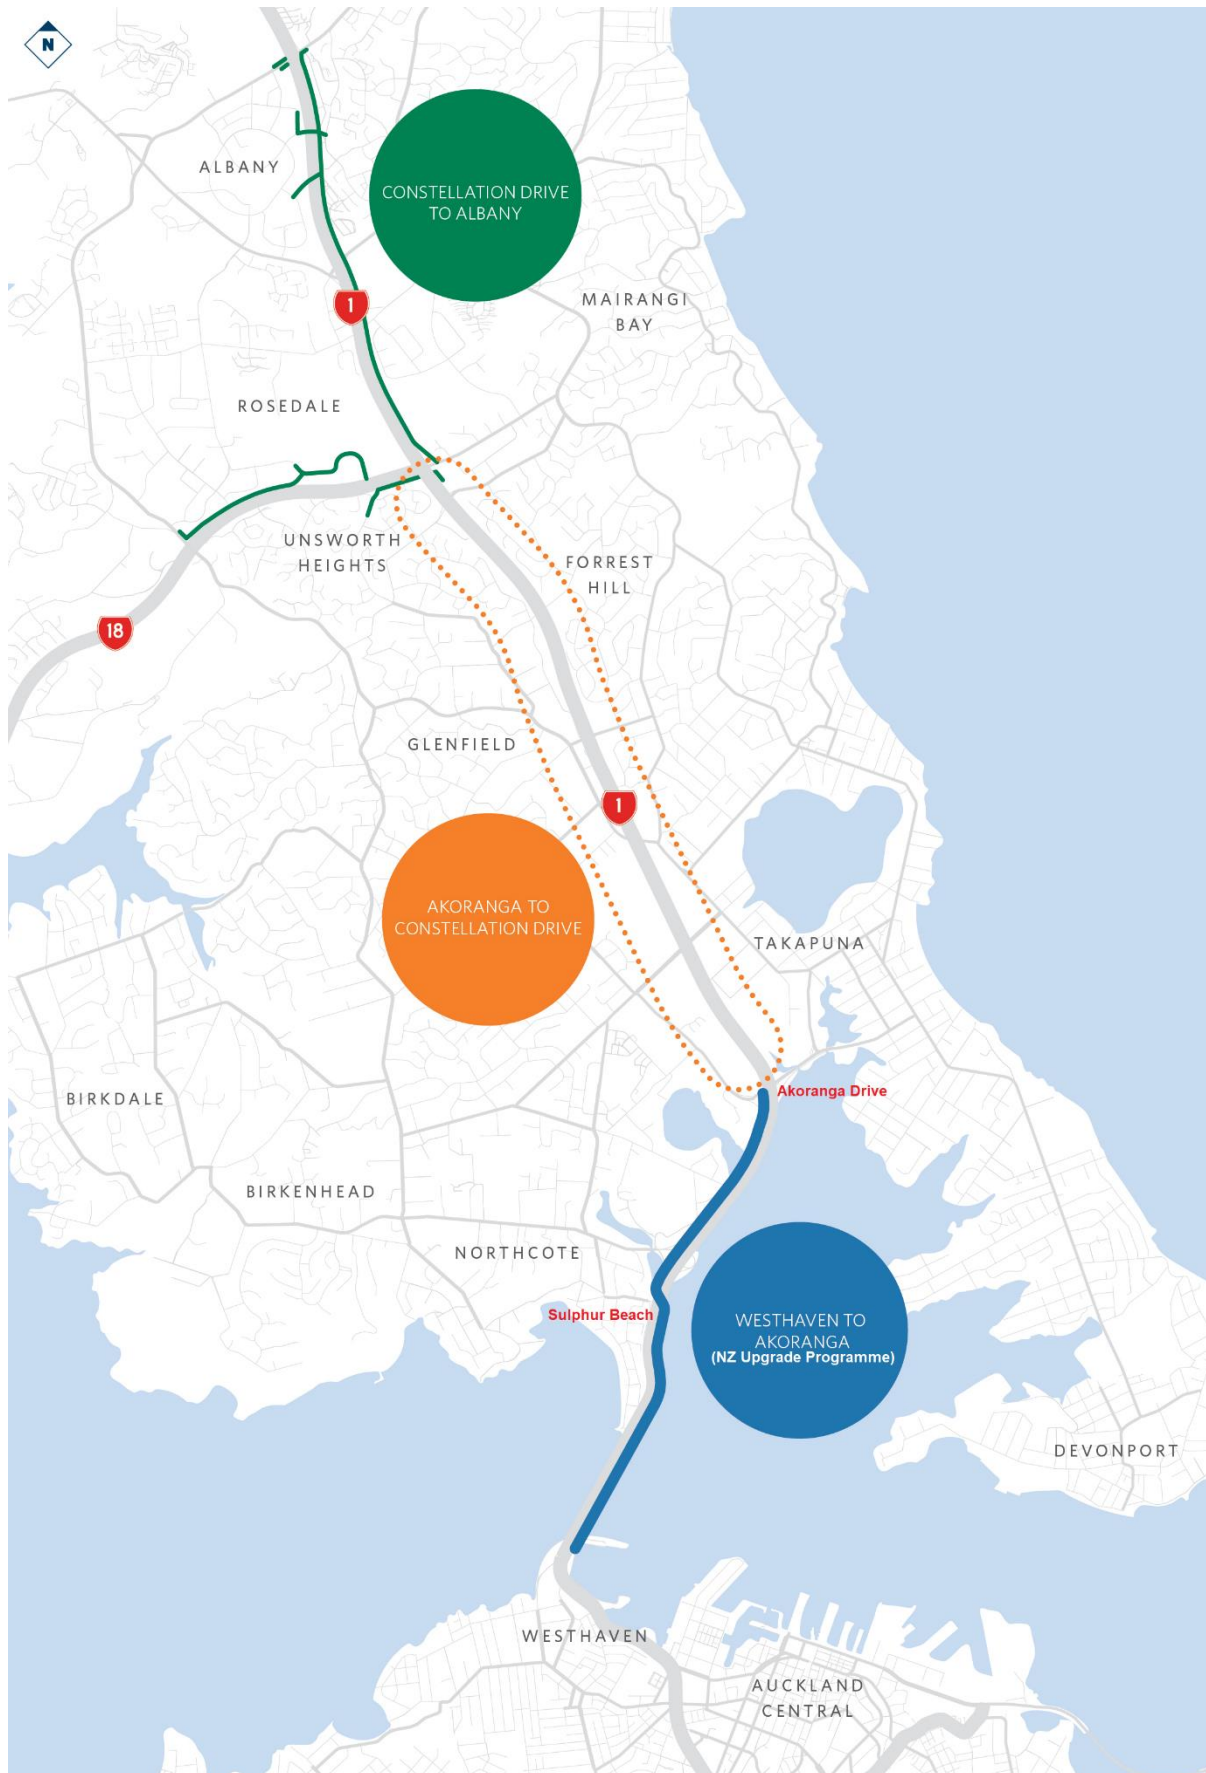 N
ALBANY
CONSTELLATION DRIVE
TO ALBANY
1
MAIRANGI
BAY
ROSEDALE
UNSWORTH
HEIGHTS
FORREST
HILL
18
GLENFIELD
1
AKORANGA TO
CONSTELLATION DRIVE
TAKAPUNA
Akoranga Drive
BIRKDALE
BIRKENHEAD
NORTHCOTE
Sulphur Beach
WESTHAVEN TO
AKORANGA
(NZ Upgrade Programme)
DEVONPORT
WESTHAVEN
AUCKLAND
CENTRAL